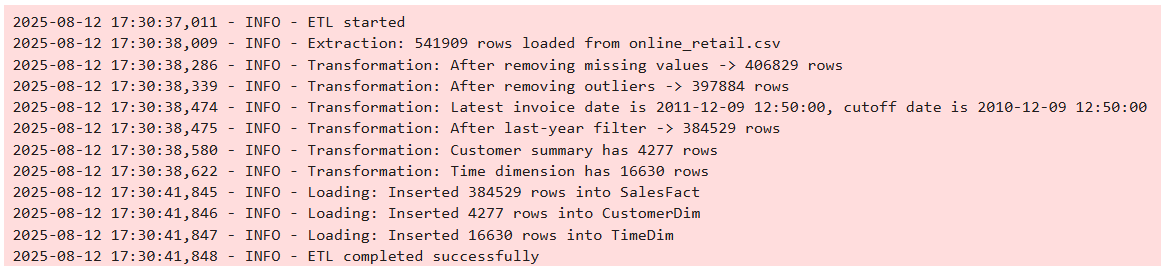 2025-08-12 17:30:37,011 - INFO - ETL started
2025-08-12 17:30:38,009 - INFO - Extraction: 541909 rows loaded from online_retail.csv
2025-08-12 17:30:38,286 - INFO - Transformation: After removing missing values -> 406829 rows
2025-08-12 17:30:38,339 - INFO - Transformation: After removing outliers -> 397884 rows
2025-08-12 17:30:38,474 - INFO - Transformation: Latest invoice date is 2011-12-09 12:50:00, cutoff date is 2010-12-09 12:50:00
2025-08-12 17:30:38,475 - INFO - Transformation: After last-year filter -> 384529 rows
2025-08-12 17:30:38,580 - INFO - Transformation: Customer summary has 4277 rows
2025-08-12 17:30:38,622 - INFO - Transformation: Time dimension has 16630 rows
2025-08-12 17:30:41,845 - INFO - Loading: Inserted 384529 rows into SalesFact
2025-08-12 17:30:41,846 - INFO - Loading: Inserted 4277 rows into CustomerDim
2025-08-12 17:30:41,847 - INFO - Loading: Inserted 16630 rows into TimeDim
2025-08-12 17:30:41,848 - INFO - ETL completed successfully